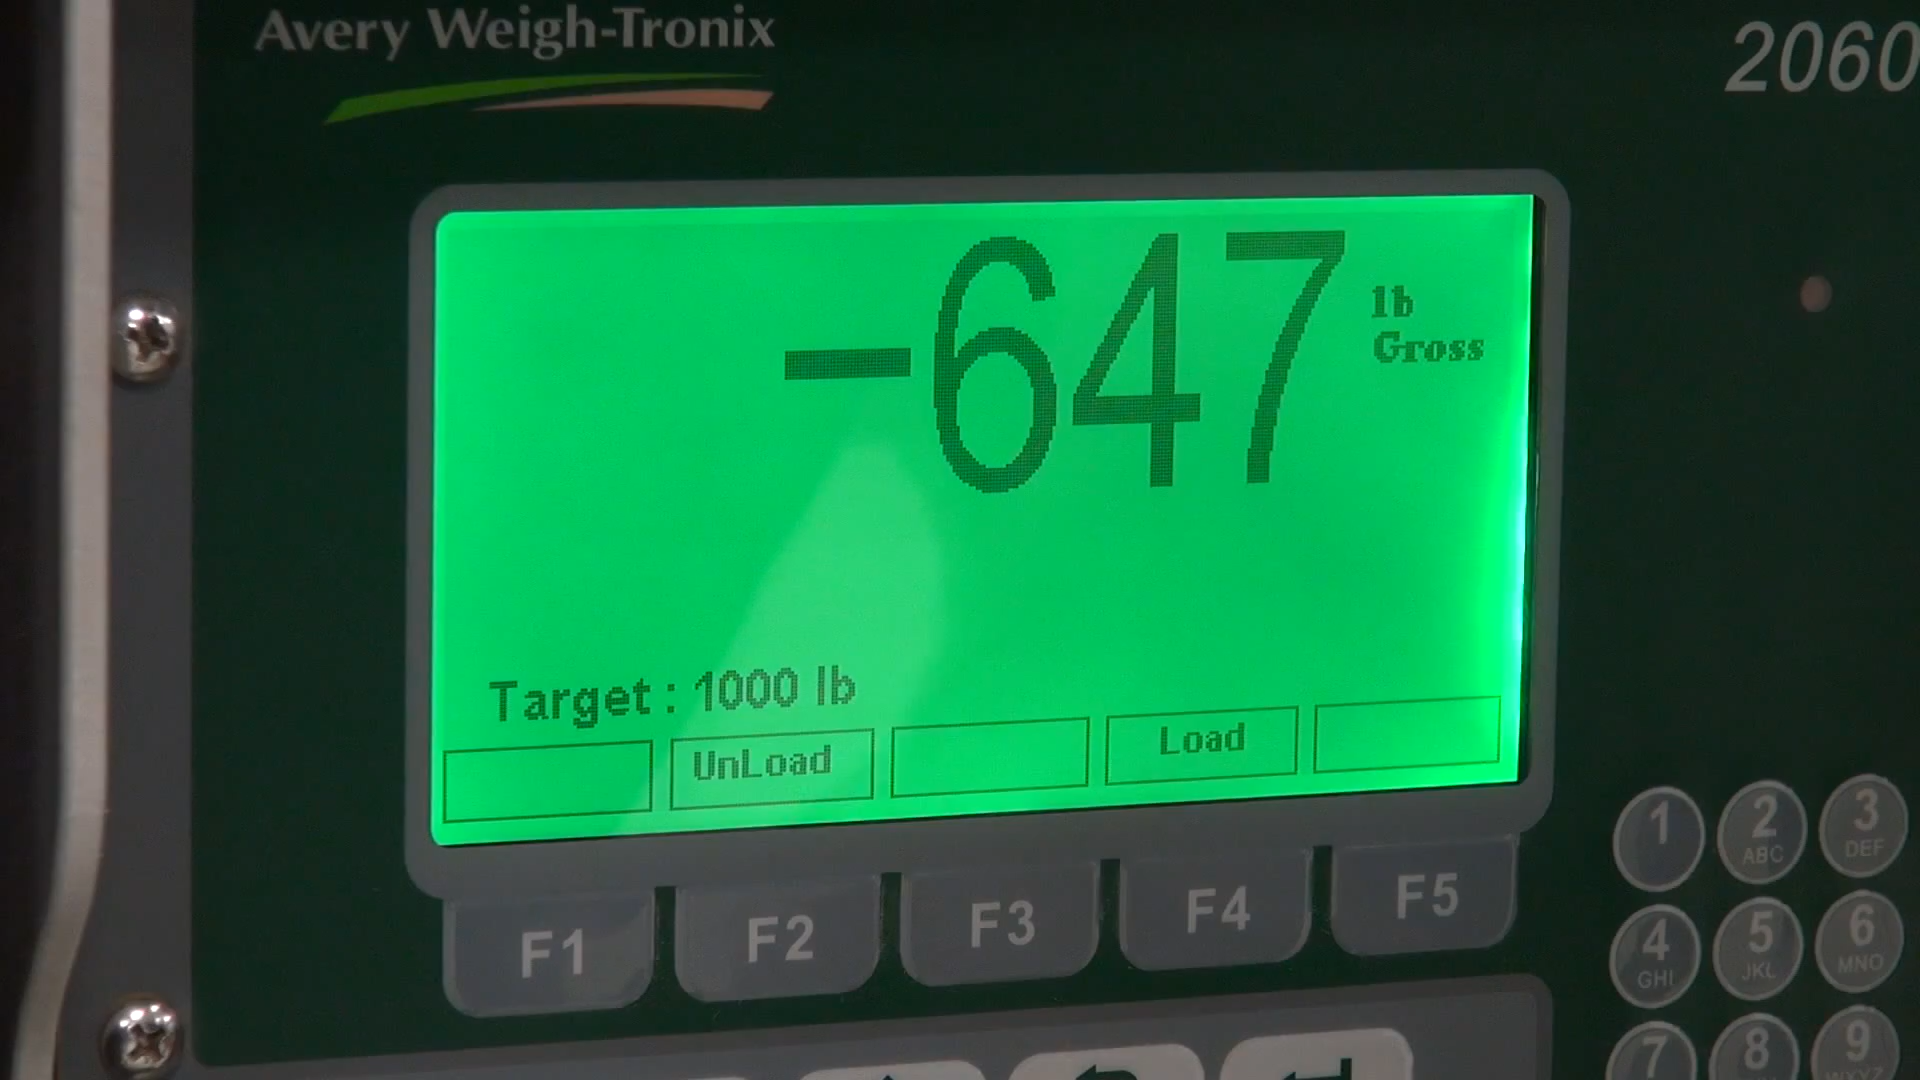 Avery Weigh-Tronix
2060
-647 lb
Gross
Target : 1000 lb
UnLoad
Load
F1 F2 F3 F4 F5
1 2 3
ABC DEF
4 5 6
GHI JKL MNO
7 8 9
WXYZ